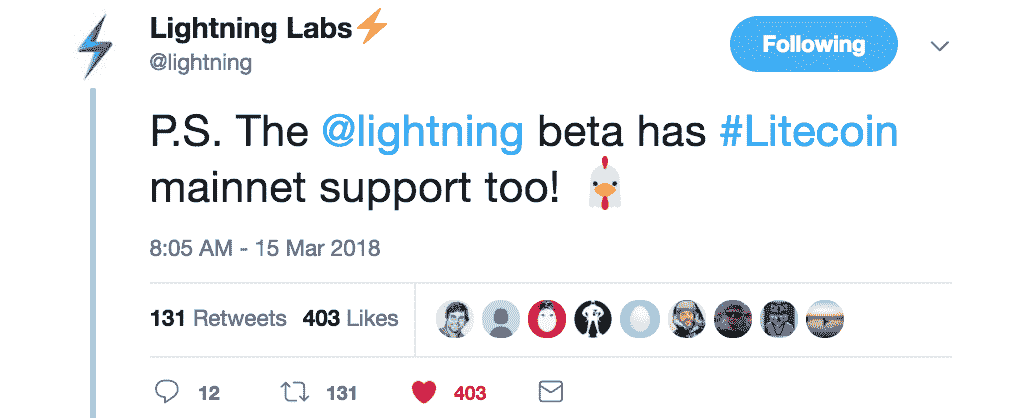 Lightning Labs⚡
@lightning
Following
P.S. The @lightning beta has #Litecoin
mainnet support too! 🐔
8:05 AM - 15 Mar 2018
131 Retweets 403 Likes
12 131 403